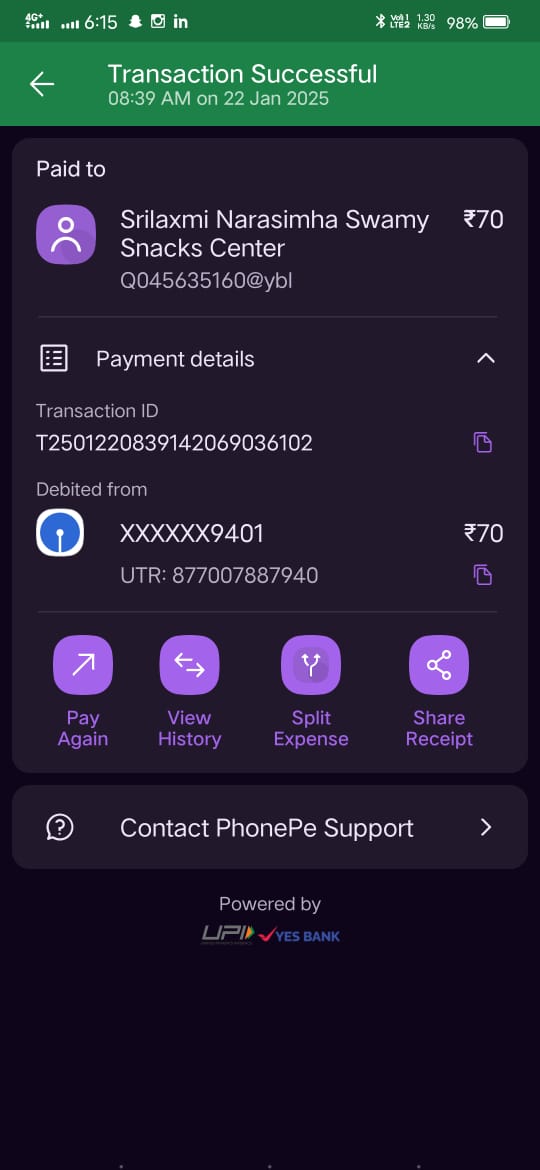 4G+ 6:15 in Vo) 1 LTE2 1.30 KB/s 98%
Transaction Successful
08:39 AM on 22 Jan 2025
Paid to
Srilaxmi Narasimha Swamy ₹70
Snacks Center
Q045635160@ybl
Payment details
Transaction ID
T2501220839142069036102
Debited from
XXXXXX9401 ₹70
UTR: 877007887940
Pay Again
View History
Split Expense
Share Receipt
Contact PhonePe Support
Powered by
UPI YES BANK